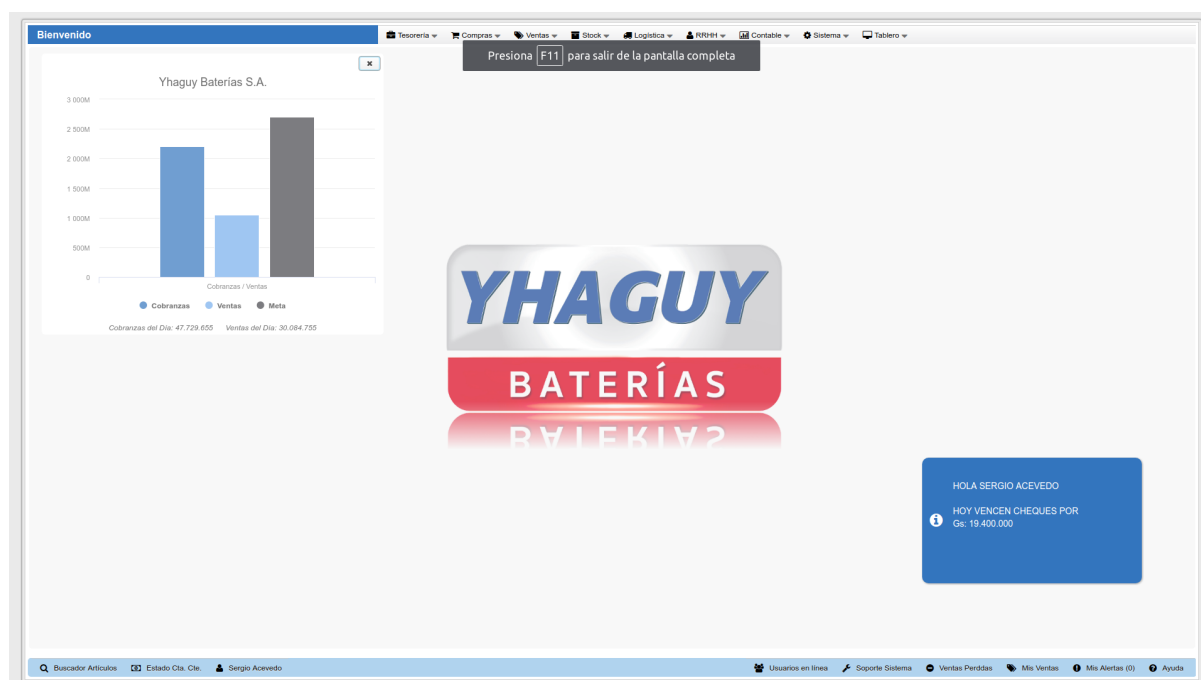 Bienvenido
Tesorería Compras Ventas Stock Logística RRHH Contable Sistema Tablero
Presiona F11 para salir de la pantalla completa
Yhaguy Baterías S.A.
3 000M
2 500M
2 000M
1 500M
1 000M
500M
0
Cobranzas / Ventas
Cobranzas Ventas Meta
Cobranzas del Día: 47.729.655 Ventas del Día: 30.084.755
YHAGUY
BATERÍAS
HOLA SERGIO ACEVEDO
HOY VENCEN CHEQUES POR
Gs: 19.400.000
Buscador Artículos Estado Cta. Cte. Sergio Acevedo Usuarios en línea Soporte Sistema Ventas Perddas Mis Ventas Mis Alertas (0) Ayuda